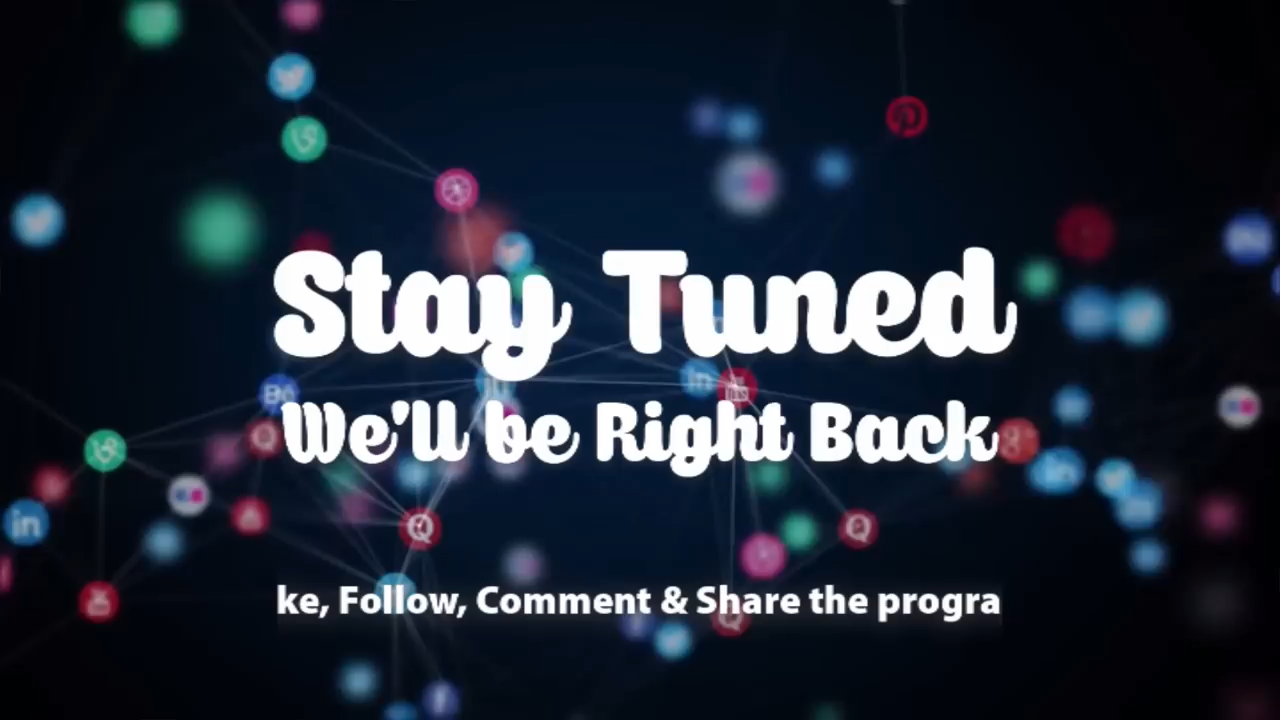 Stay Tuned
We'll be Right Back
ke, Follow, Comment & Share the progra